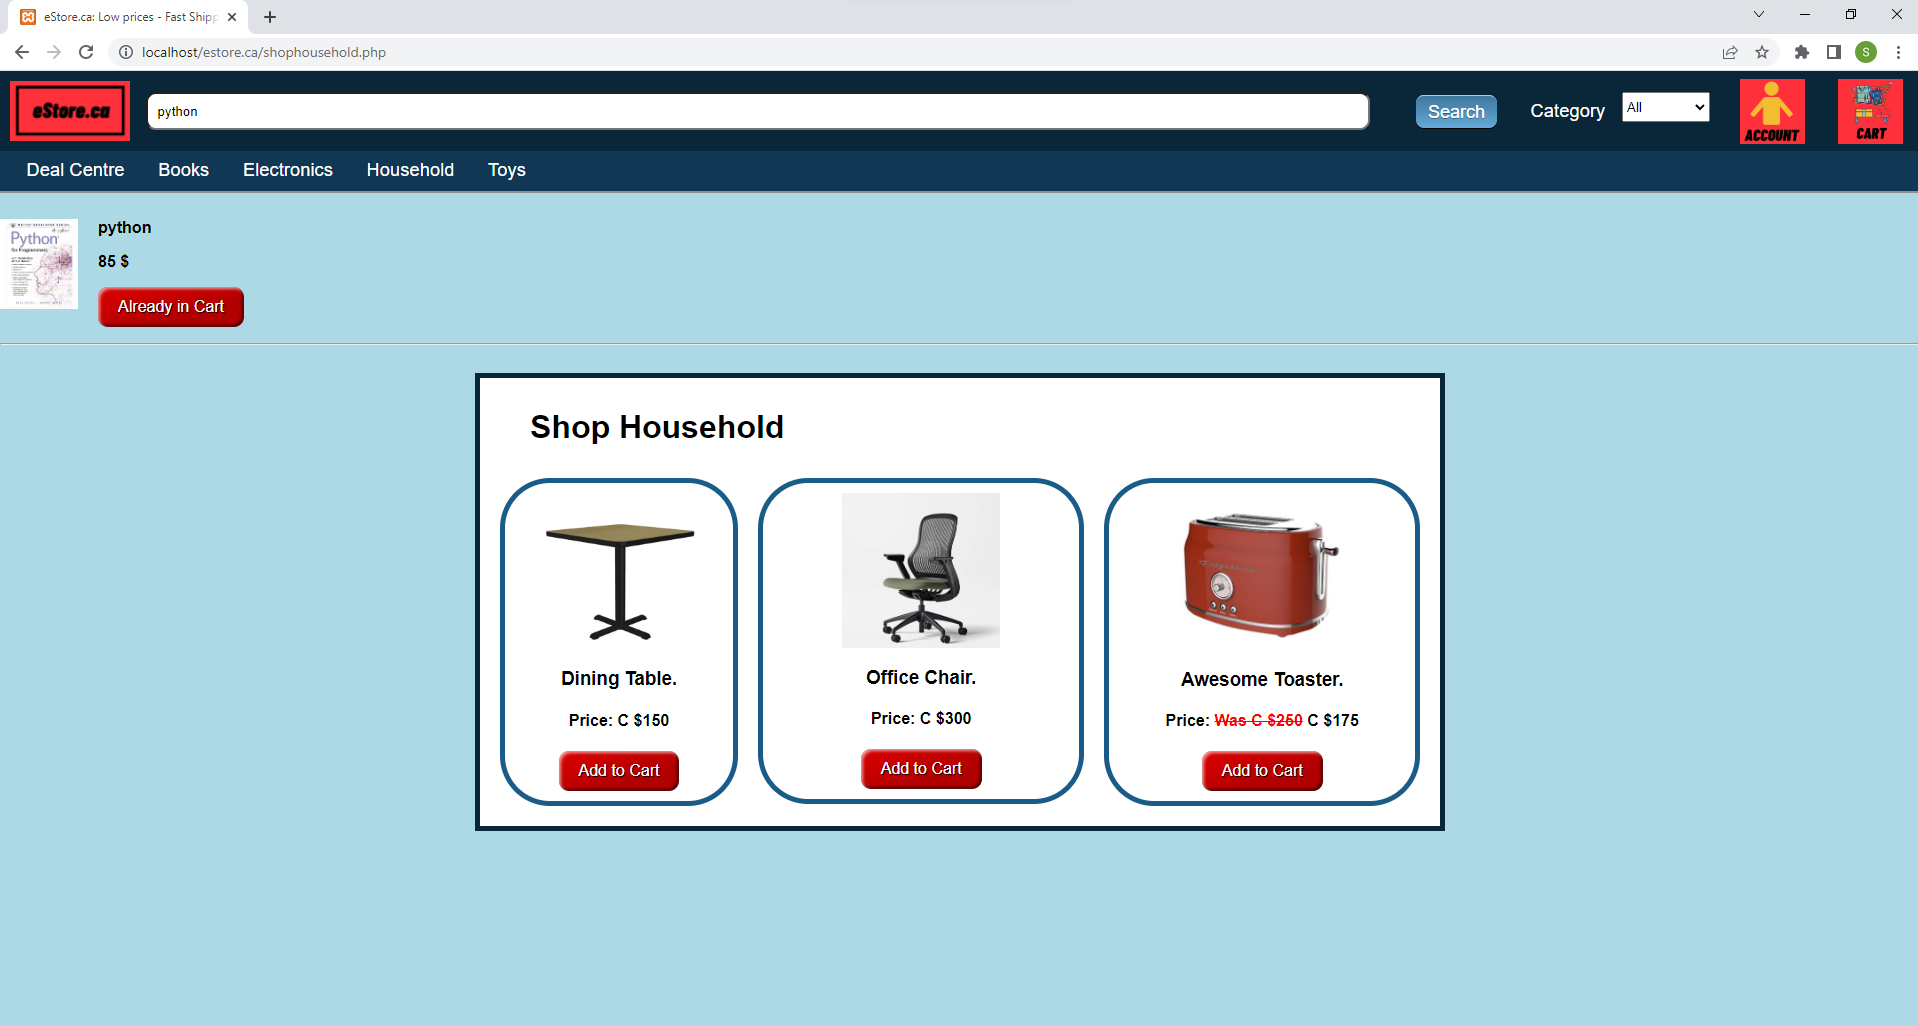 eStore.ca: Low prices - Fast Shipp
localhost/estore.ca/shophousehold.php
S
eStore.ca
python
Search
Category
All
ACCOUNT
CART
Deal Centre
Books
Electronics
Household
Toys
Python
for Programmers
python
85 $
Already in Cart
Shop Household
Dining Table.
Price: C $150
Add to Cart
Office Chair.
Price: C $300
Add to Cart
Awesome Toaster.
Price: Was C $250 C $175
Add to Cart